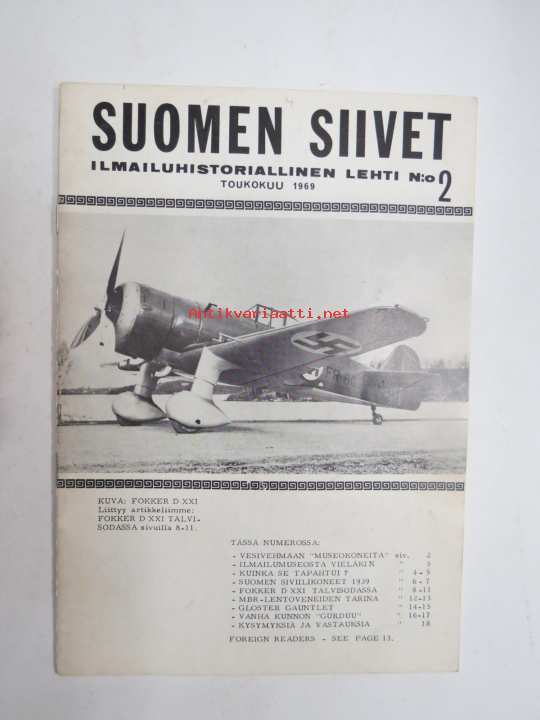 SUOMEN SIIVET
ILMAILUHISTORIALLINEN LEHTI N:o 2
TOUKOKUU 1969
Antikvariaatti.net
KUVA: FOKKER D XXI
Liittyy artikkeliimme:
FOKKER D XXI TALVI-
SODASSA sivuilla 8-11.
TÄSSÄ NUMEROSSA:
- VESIVEHMAAN "MUSEOKONEITA" siv. 2
- ILMAILUMUSEOSTA VIELÄKIN " 3
- KUINKA SE TAPAHTUI ? " 4-5
- SUOMEN SIVIILIKONEET 1939 " 6-7
- FOKKER D XXI TALVISODASSA " 8-11
- MBR-LENTOVENEIDEN TARINA " 12-13
- GLOSTER GAUNTLET " 14-15
- VANHA KUNNON "GURDUU" " 16-17
- KYSYMYKSIÄ JA VASTAUKSIA " 18
FOREIGN READERS - SEE PAGE 13.